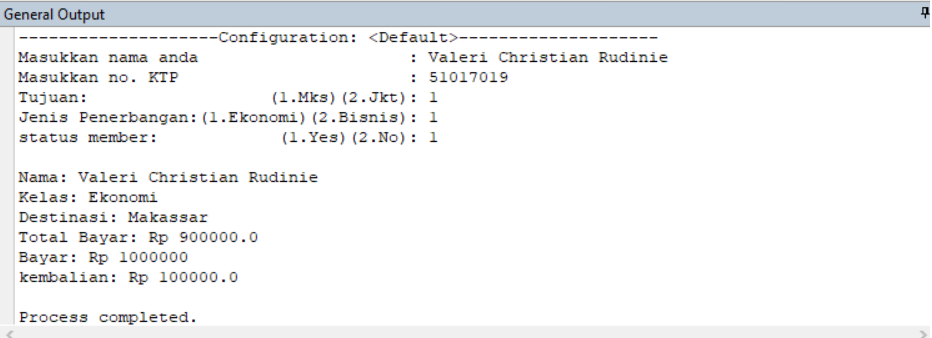 General Output
--------------------Configuration: <Default>--------------------
Masukkan nama anda : Valeri Christian Rudinie
Masukkan no. KTP : 51017019
Tujuan: (1.Mks)(2.Jkt): 1
Jenis Penerbangan:(1.Ekonomi)(2.Bisnis): 1
status member: (1.Yes)(2.No): 1
Nama: Valeri Christian Rudinie
Kelas: Ekonomi
Destinasi: Makassar
Total Bayar: Rp 900000.0
Bayar: Rp 1000000
kembalian: Rp 100000.0
Process completed.